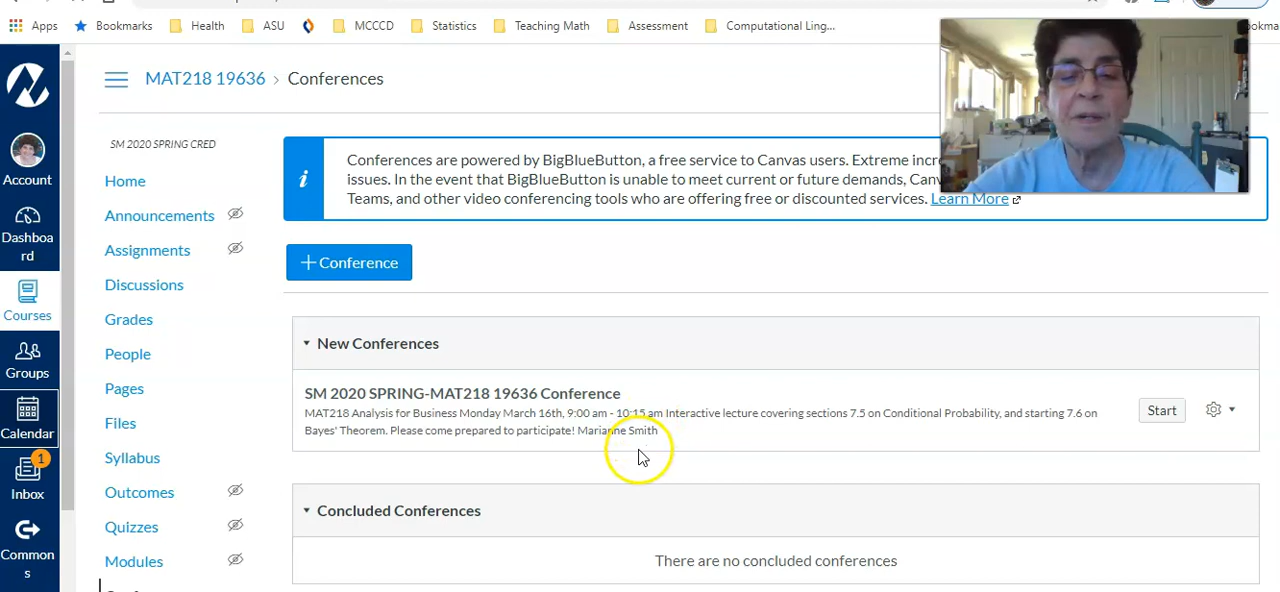 Apps
Bookmarks
Health
ASU
MCCCD
Statistics
Teaching Math
Assessment
Computational Ling...
MAT218 19636 > Conferences
SM 2020 SPRING CRED
Account
Dashboa
rd
Courses
Groups
Calendar
1
Inbox
Common
s
Home
Announcements
Assignments
Discussions
Grades
People
Pages
Files
Syllabus
Outcomes
Quizzes
Modules
Conferences are powered by BigBlueButton, a free service to Canvas users. Extreme incr
issues. In the event that BigBlueButton is unable to meet current or future demands, Canv
Teams, and other video conferencing tools who are offering free or discounted services. Learn More
+ Conference
New Conferences
SM 2020 SPRING-MAT218 19636 Conference
MAT218 Analysis for Business Monday March 16th, 9:00 am - 10:15 am Interactive lecture covering sections 7.5 on Conditional Probability, and starting 7.6 on
Bayes' Theorem. Please come prepared to participate! Marianne Smith
Start
Concluded Conferences
There are no concluded conferences